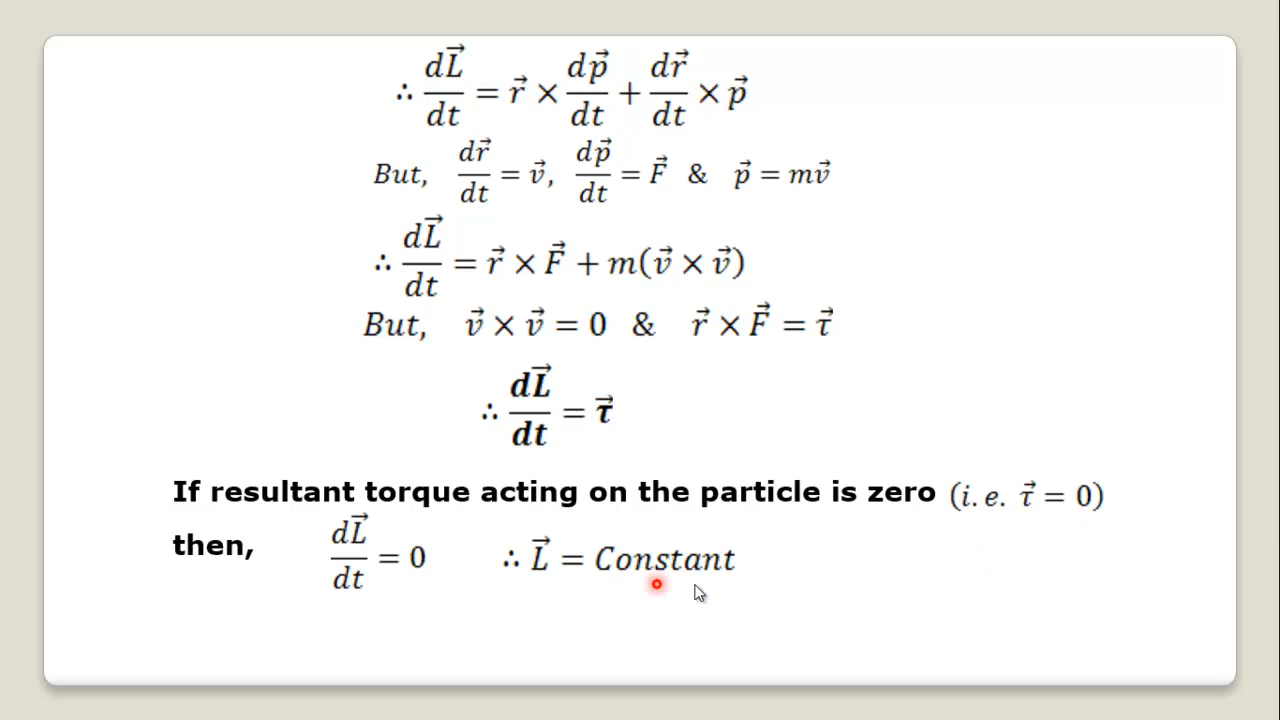 ∴ dL⃗/dt = r⃗ × dp⃗/dt + dr⃗/dt × p⃗
But, dr⃗/dt = v⃗, dp⃗/dt = F⃗ & p⃗ = mv⃗
∴ dL⃗/dt = r⃗ × F⃗ + m(v⃗ × v⃗)
But, v⃗ × v⃗ = 0 & r⃗ × F⃗ = τ⃗
∴ dL⃗/dt = τ⃗
If resultant torque acting on the particle is zero (i.e. τ⃗ = 0)
then, dL⃗/dt = 0 ∴ L⃗ = Constant